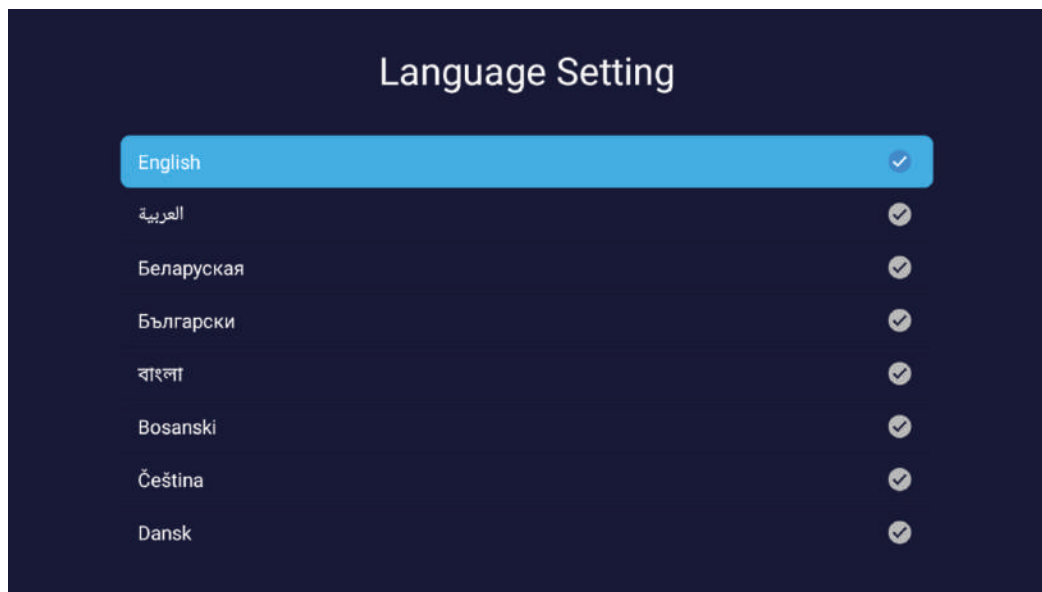 Language Setting
English
العربية
Беларуская
Български
বাংলা
Bosanski
Čeština
Dansk